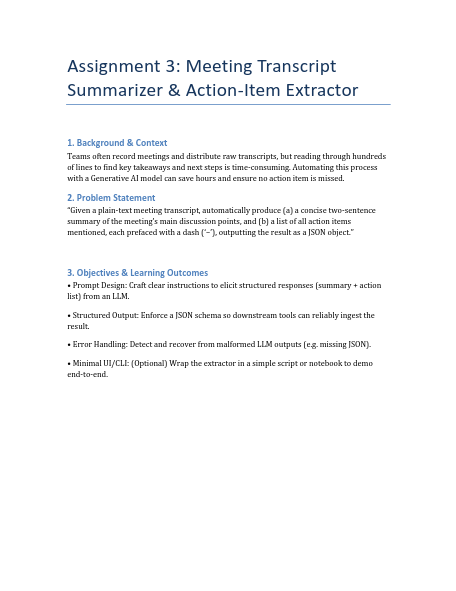 Assignment 3: Meeting Transcript
Summarizer & Action-Item Extractor
1. Background & Context
Teams often record meetings and distribute raw transcripts, but reading through hundreds
of lines to find key takeaways and next steps is time-consuming. Automating this process
with a Generative AI model can save hours and ensure no action item is missed.
2. Problem Statement
“Given a plain-text meeting transcript, automatically produce (a) a concise two-sentence
summary of the meeting’s main discussion points, and (b) a list of all action items
mentioned, each prefaced with a dash (‘–’), outputting the result as a JSON object.”
3. Objectives & Learning Outcomes
• Prompt Design: Craft clear instructions to elicit structured responses (summary + action
list) from an LLM.
• Structured Output: Enforce a JSON schema so downstream tools can reliably ingest the
result.
• Error Handling: Detect and recover from malformed LLM outputs (e.g. missing JSON).
• Minimal UI/CLI: (Optional) Wrap the extractor in a simple script or notebook to demo
end-to-end.